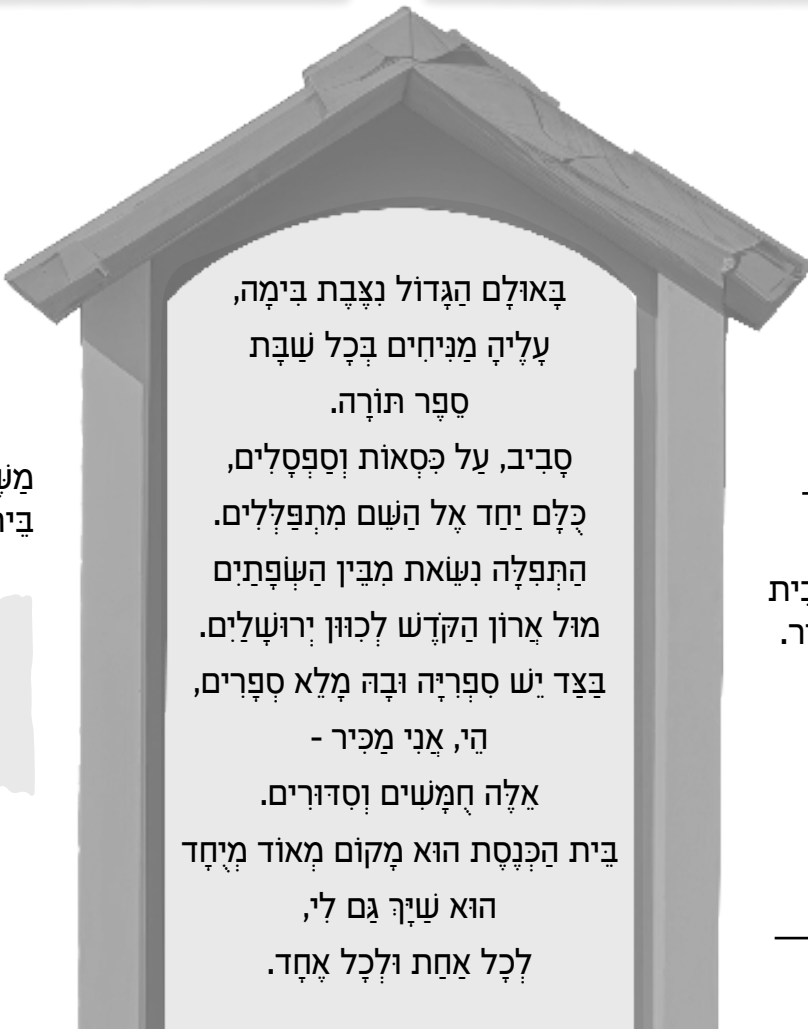 בָּאוּלָם הַגָּדוֹל נִצֶּבֶת בִּימָה,
עָלֶיהָ מַנִּיחִים בְּכָל שַׁבָּת
סֵפֶר תּוֹרָה.
סָבִיב, עַל כִּסְאוֹת וְסַפְסָלִים,
כֻּלָּם יַחַד אֶל הַשֵּׁם מִתְפַּלְּלִים.
הַתְּפִלָּה נִשֵּׂאת מִבֵּין הַשְּׂפָתַיִם
מוּל אֲרוֹן הַקֹּדֶשׁ לְכִוּוּן יְרוּשָׁלַיִם.
בַּצַּד יֵשׁ סִפְרִיָּה וּבָהּ מָלֵא סְפָרִים,
הֵי, אֲנִי מַכִּיר -
אֵלֶּה חֻמָּשִׁים וְסִדּוּרִים.
בֵּית הַכְּנֶסֶת הוּא מָקוֹם מְאוֹד מְיֻחָד
הוּא שַׁיָּךְ גַּם לִי,
לְכָל אַחַת וּלְכָל אֶחָד.